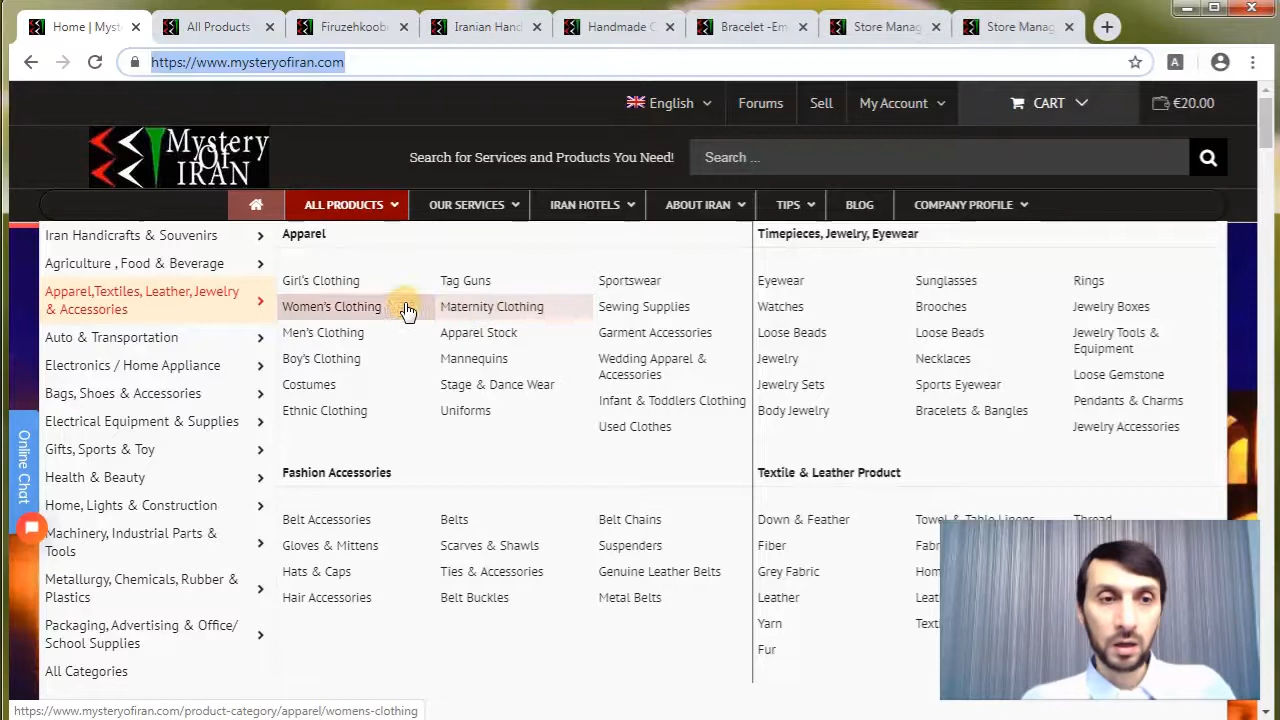 Home | Myst
All Products
Firuzehkoob
Iranian Hand
Handmade C
Bracelet -Em
Store Manag
Store Manag
https://www.mysteryofiran.com
A
English
Forums
Sell
My Account
CART
€20.00
Mystery
OF
IRAN
Search for Services and Products You Need!
Search ...
ALL PRODUCTS
OUR SERVICES
IRAN HOTELS
ABOUT IRAN
TIPS
BLOG
COMPANY PROFILE
Iran Handicrafts & Souvenirs
Agriculture , Food & Beverage
Apparel,Textiles, Leather,Jewelry
& Accessories
Auto & Transportation
Electronics / Home Appliance
Bags, Shoes & Accessories
Electrical Equipment & Supplies
Gifts, Sports & Toy
Health & Beauty
Home, Lights & Construction
Machinery, Industrial Parts &
Tools
Metallurgy, Chemicals, Rubber &
Plastics
Packaging, Advertising & Office/
School Supplies
All Categories
Apparel
Girl's Clothing
Women's Clothing
Men's Clothing
Boy's Clothing
Costumes
Ethnic Clothing
Tag Guns
Maternity Clothing
Apparel Stock
Mannequins
Stage & Dance Wear
Uniforms
Sportswear
Sewing Supplies
Garment Accessories
Wedding Apparel &
Accessories
Infant & Toddlers Clothing
Used Clothes
Timepieces, Jewelry, Eyewear
Eyewear
Watches
Loose Beads
Jewelry
Jewelry Sets
Body Jewelry
Sunglasses
Brooches
Loose Beads
Necklaces
Sports Eyewear
Bracelets & Bangles
Rings
Jewelry Boxes
Jewelry Tools &
Equipment
Loose Gemstone
Pendants & Charms
Jewelry Accessories
Fashion Accessories
Belt Accessories
Gloves & Mittens
Hats & Caps
Hair Accessories
Belts
Scarves & Shawls
Ties & Accessories
Belt Buckles
Belt Chains
Suspenders
Genuine Leather Belts
Metal Belts
Textile & Leather Product
Down & Feather
Fiber
Grey Fabric
Leather
Yarn
Fur
Towel & Table Linens
Fabr
Hom
Leat
Text
Thread
Online Chat
https://www.mysteryofiran.com/product-category/apparel/womens-clothing